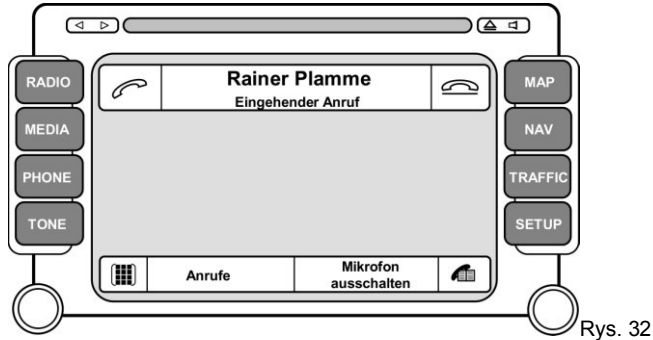 RADIO
MEDIA
PHONE
TONE
Rainer Plamme
Eingehender Anruf
Anrufe
Mikrofon
ausschalten
MAP
NAV
TRAFFIC
SETUP
Rys. 32